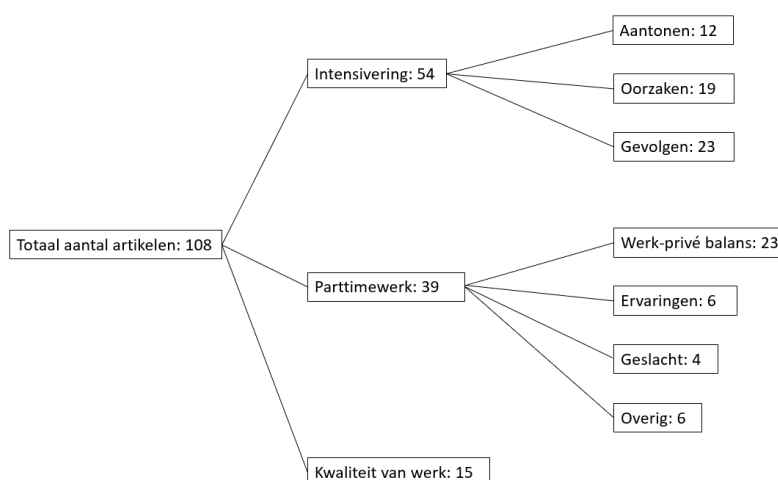 Totaal aantal artikelen: 108
Intensivering: 54
Aantonen: 12
Oorzaken: 19
Gevolgen: 23
Parttimewerk: 39
Werk-privé balans: 23
Ervaringen: 6
Geslacht: 4
Overig: 6
Kwaliteit van werk: 15